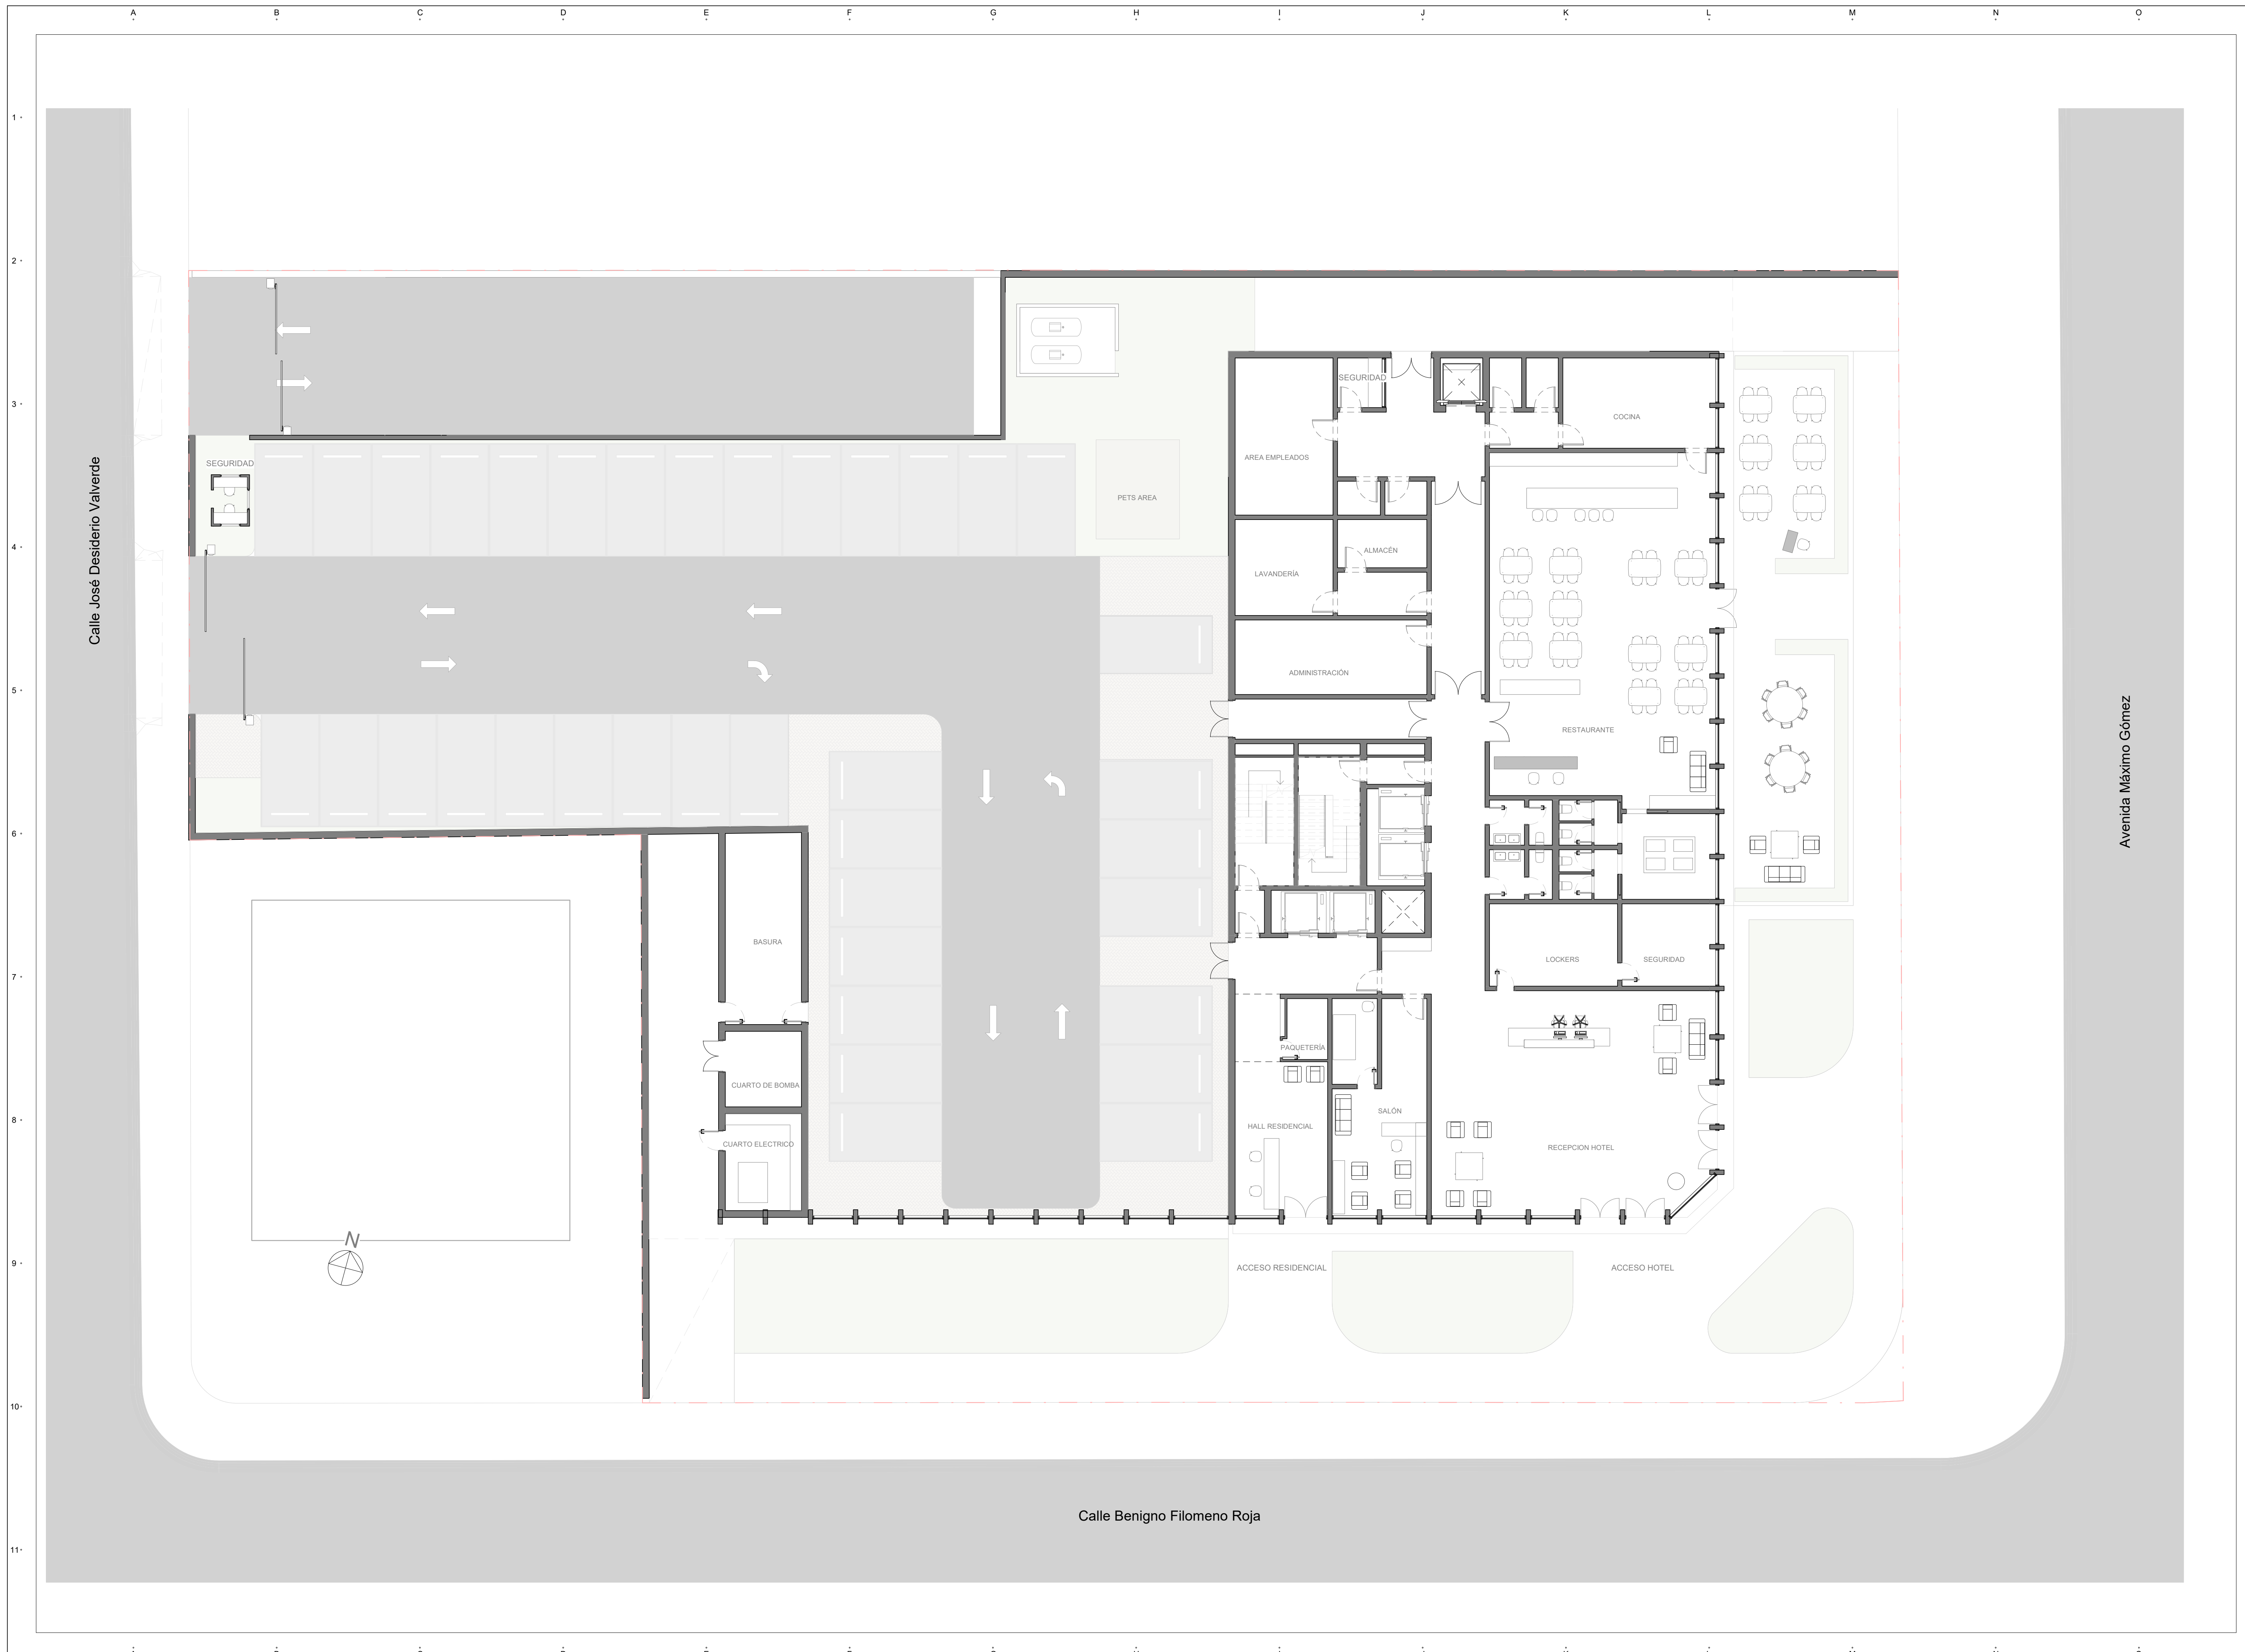 A B C D E F G H I J K L M N O
1
2
3
4
5
6
7
8
9
10
11
Calle José Desiderio Valverde
SEGURIDAD
PETS AREA
SEGURIDAD
AREA EMPLEADOS
COCINA
LAVANDERÍA
ALMACÉN
ADMINISTRACIÓN
RESTAURANTE
Avenida Máximo Gómez
BASURA
LOCKERS
SEGURIDAD
PAQUETERÍA
CUARTO DE BOMBA
CUARTO ELECTRICO
HALL RESIDENCIAL
SALÓN
RECEPCION HOTEL
N
ACCESO RESIDENCIAL
ACCESO HOTEL
Calle Benigno Filomeno Roja